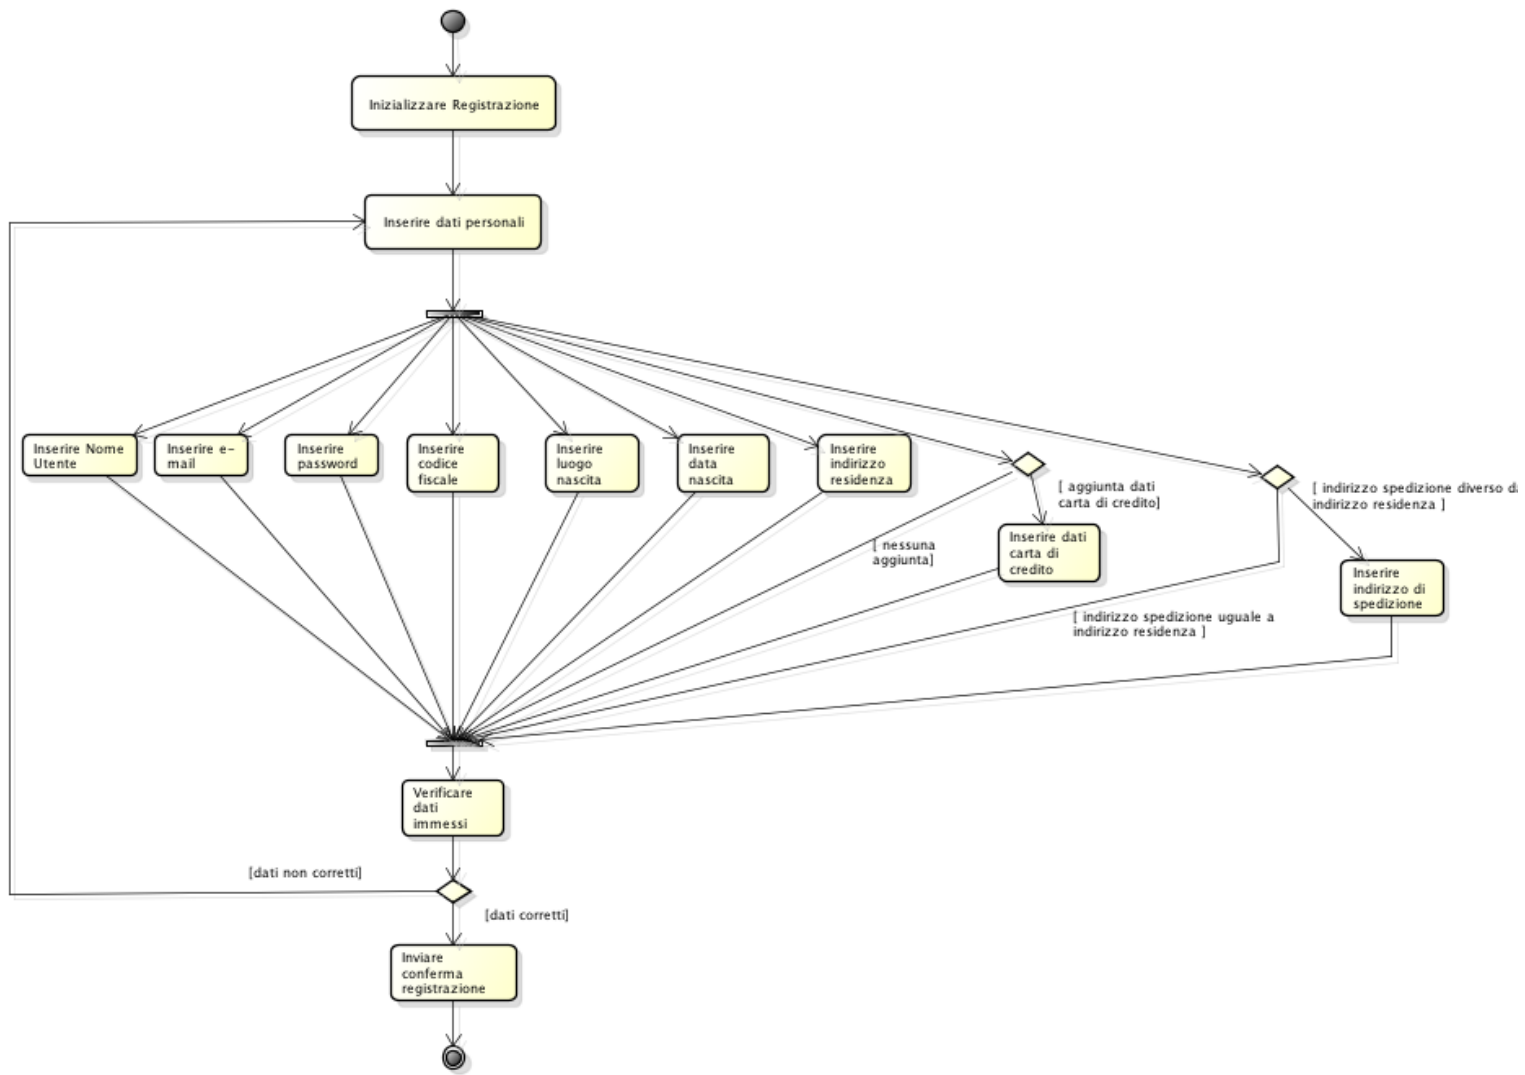 Inizializzare Registrazione
Inserire dati personali
Inserire Nome
Utente
Inserire e-
mail
Inserire
password
Inserire
codice
fiscale
Inserire
luogo
nascita
Inserire
data
nascita
Inserire
indirizzo
residenza
[ aggiunta dati
carta di credito]
[ indirizzo spedizione diverso da
indirizzo residenza ]
[ nessuna
aggiunta]
Inserire dati
carta di
credito
Inserire
indirizzo di
spedizione
[ indirizzo spedizione uguale a
indirizzo residenza ]
Verificare
dati
immessi
[dati non corretti]
[dati corretti]
Inviare
conferma
registrazione